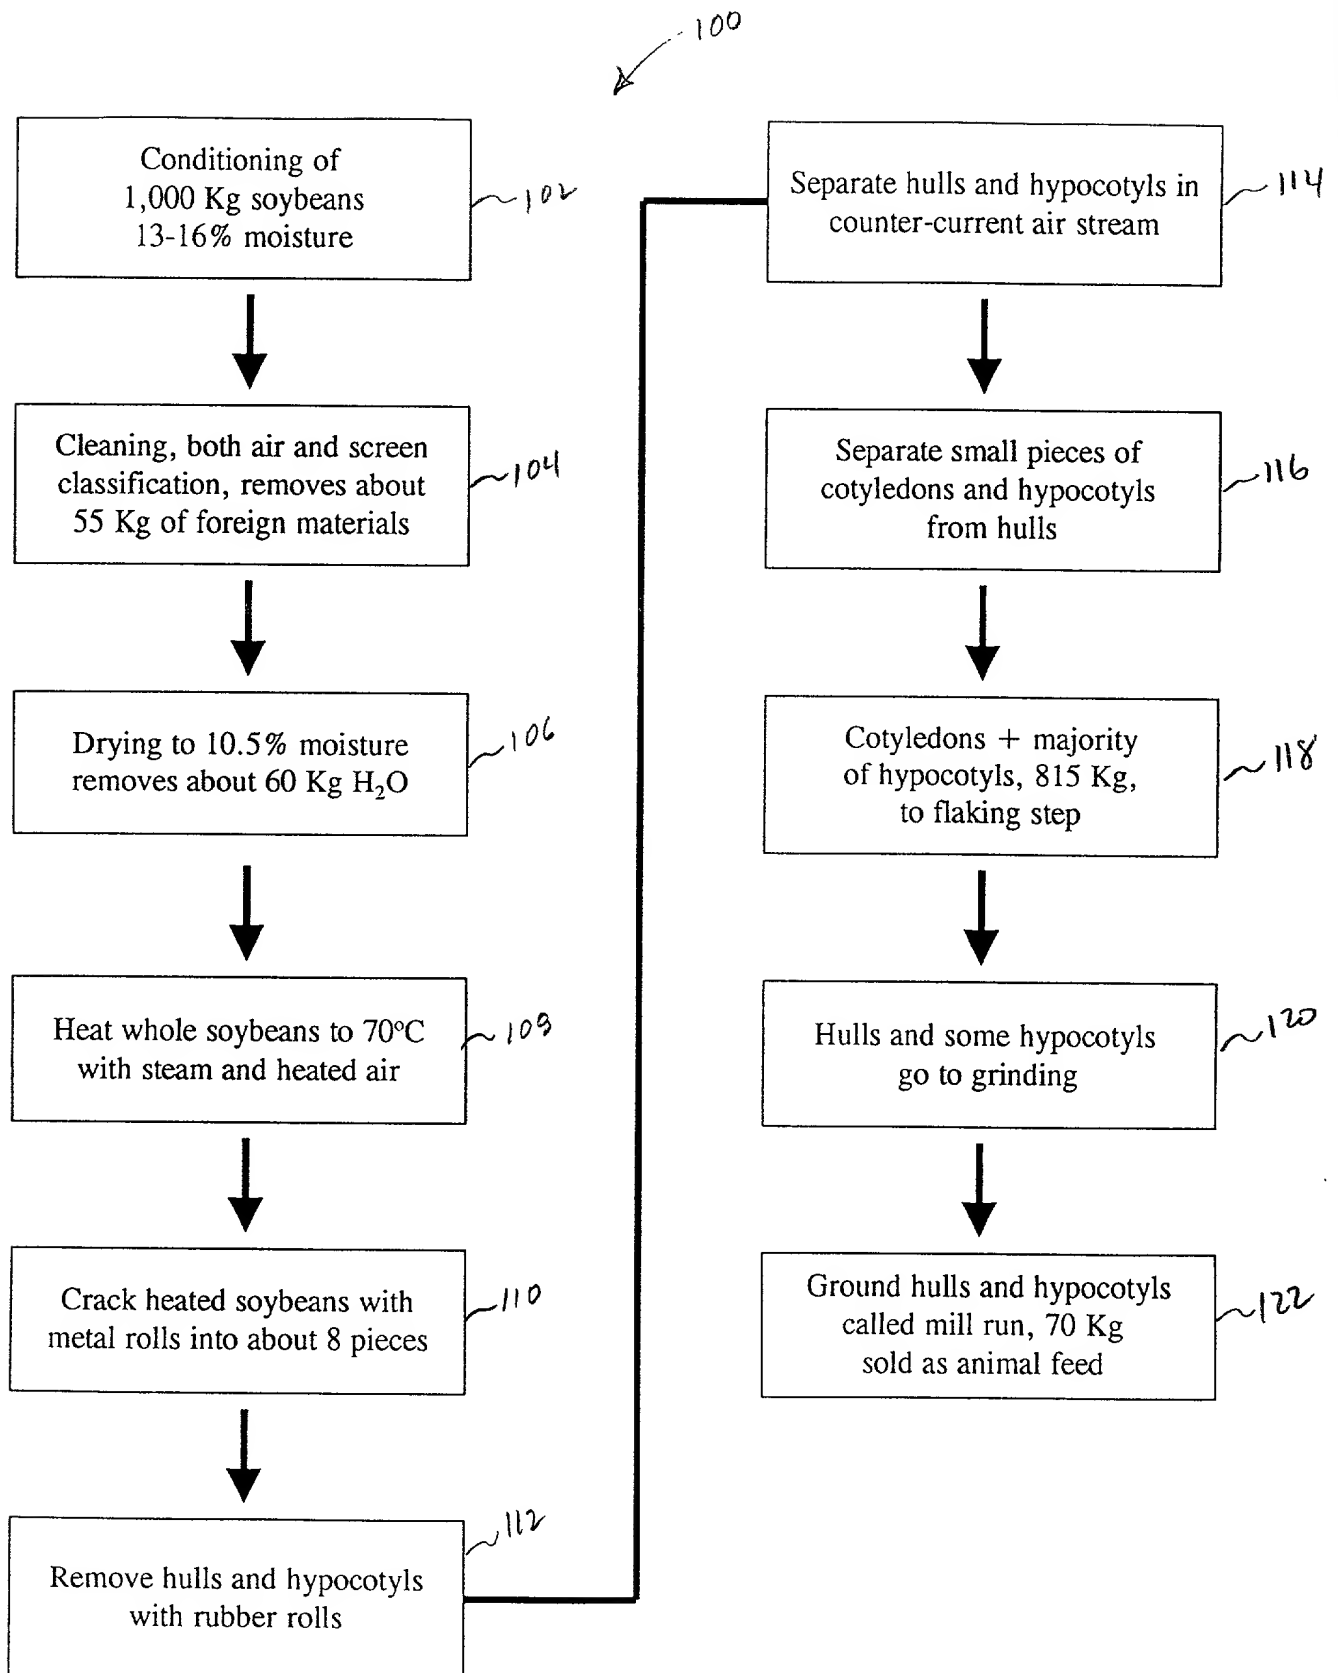 100
Conditioning of
1,000 Kg soybeans
13-16% moisture
102
Cleaning, both air and screen
classification, removes about
55 Kg of foreign materials
104
Drying to 10.5% moisture
removes about 60 Kg H₂O
106
Heat whole soybeans to 70°C
with steam and heated air
108
Crack heated soybeans with
metal rolls into about 8 pieces
110
Remove hulls and hypocotyls
with rubber rolls
112
Separate hulls and hypocotyls in
counter-current air stream
114
Separate small pieces of
cotyledons and hypocotyls
from hulls
116
Cotyledons + majority
of hypocotyls, 815 Kg,
to flaking step
118
Hulls and some hypocotyls
go to grinding
120
Ground hulls and hypocotyls
called mill run, 70 Kg
sold as animal feed
122